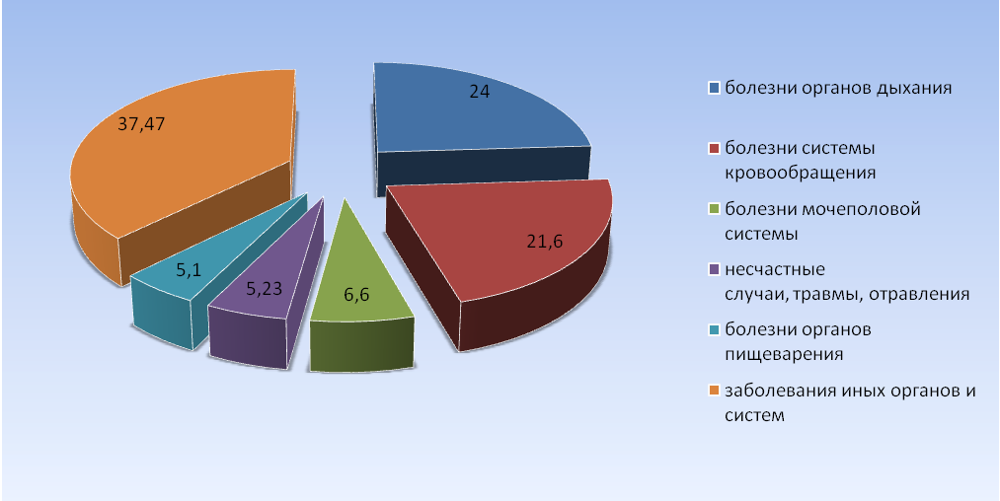 24
37,47
21,6
5,1
5,23
6,6
болезни органов дыхания
болезни системы
кровообращения
болезни мочеполовой
системы
несчастные
случаи, травмы, отравления
болезни органов
пищеварения
заболевания иных органов и
систем